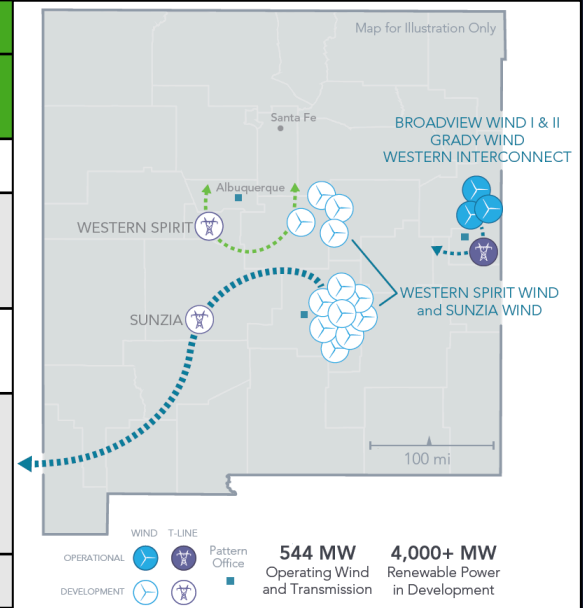 Map for Illustration Only
Santa Fe
BROADVIEW WIND I & II
GRADY WIND
WESTERN INTERCONNECT
Albuquerque
WESTERN SPIRIT
WESTERN SPIRIT WIND
and SUNZIA WIND
SUNZIA
100 mi
WIND T-LINE
OPERATIONAL
DEVELOPMENT
Pattern
Office
544 MW
Operating Wind
and Transmission
4,000+ MW
Renewable Power
in Development